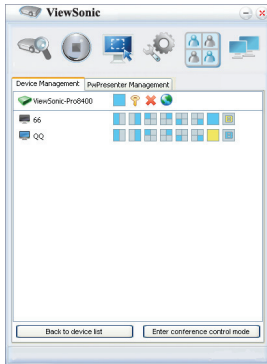 ViewSonic
Device Management PwPresenter Management
ViewSonic-Pro8400
66
QQ
Back to device list Enter conference control mode